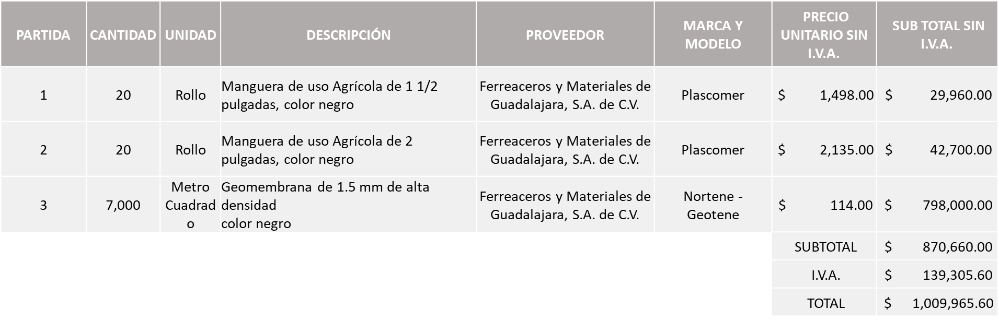 PARTIDA CANTIDAD UNIDAD DESCRIPCIÓN PROVEEDOR MARCA Y MODELO PRECIO UNITARIO SIN I.V.A. SUB TOTAL SIN I.V.A.
1 20 Rollo Manguera de uso Agrícola de 1 1/2 pulgadas, color negro Ferreaceros y Materiales de Guadalajara, S.A. de C.V. Plascomer $ 1,498.00 $ 29,960.00
2 20 Rollo Manguera de uso Agrícola de 2 pulgadas, color negro Ferreaceros y Materiales de Guadalajara, S.A. de C.V. Plascomer $ 2,135.00 $ 42,700.00
3 7,000 Metro Cuadrado Geomembrana de 1.5 mm de alta densidad color negro Ferreaceros y Materiales de Guadalajara, S.A. de C.V. Nortene - Geotene $ 114.00 $ 798,000.00
SUBTOTAL $ 870,660.00
I.V.A. $ 139,305.60
TOTAL $ 1,009,965.60